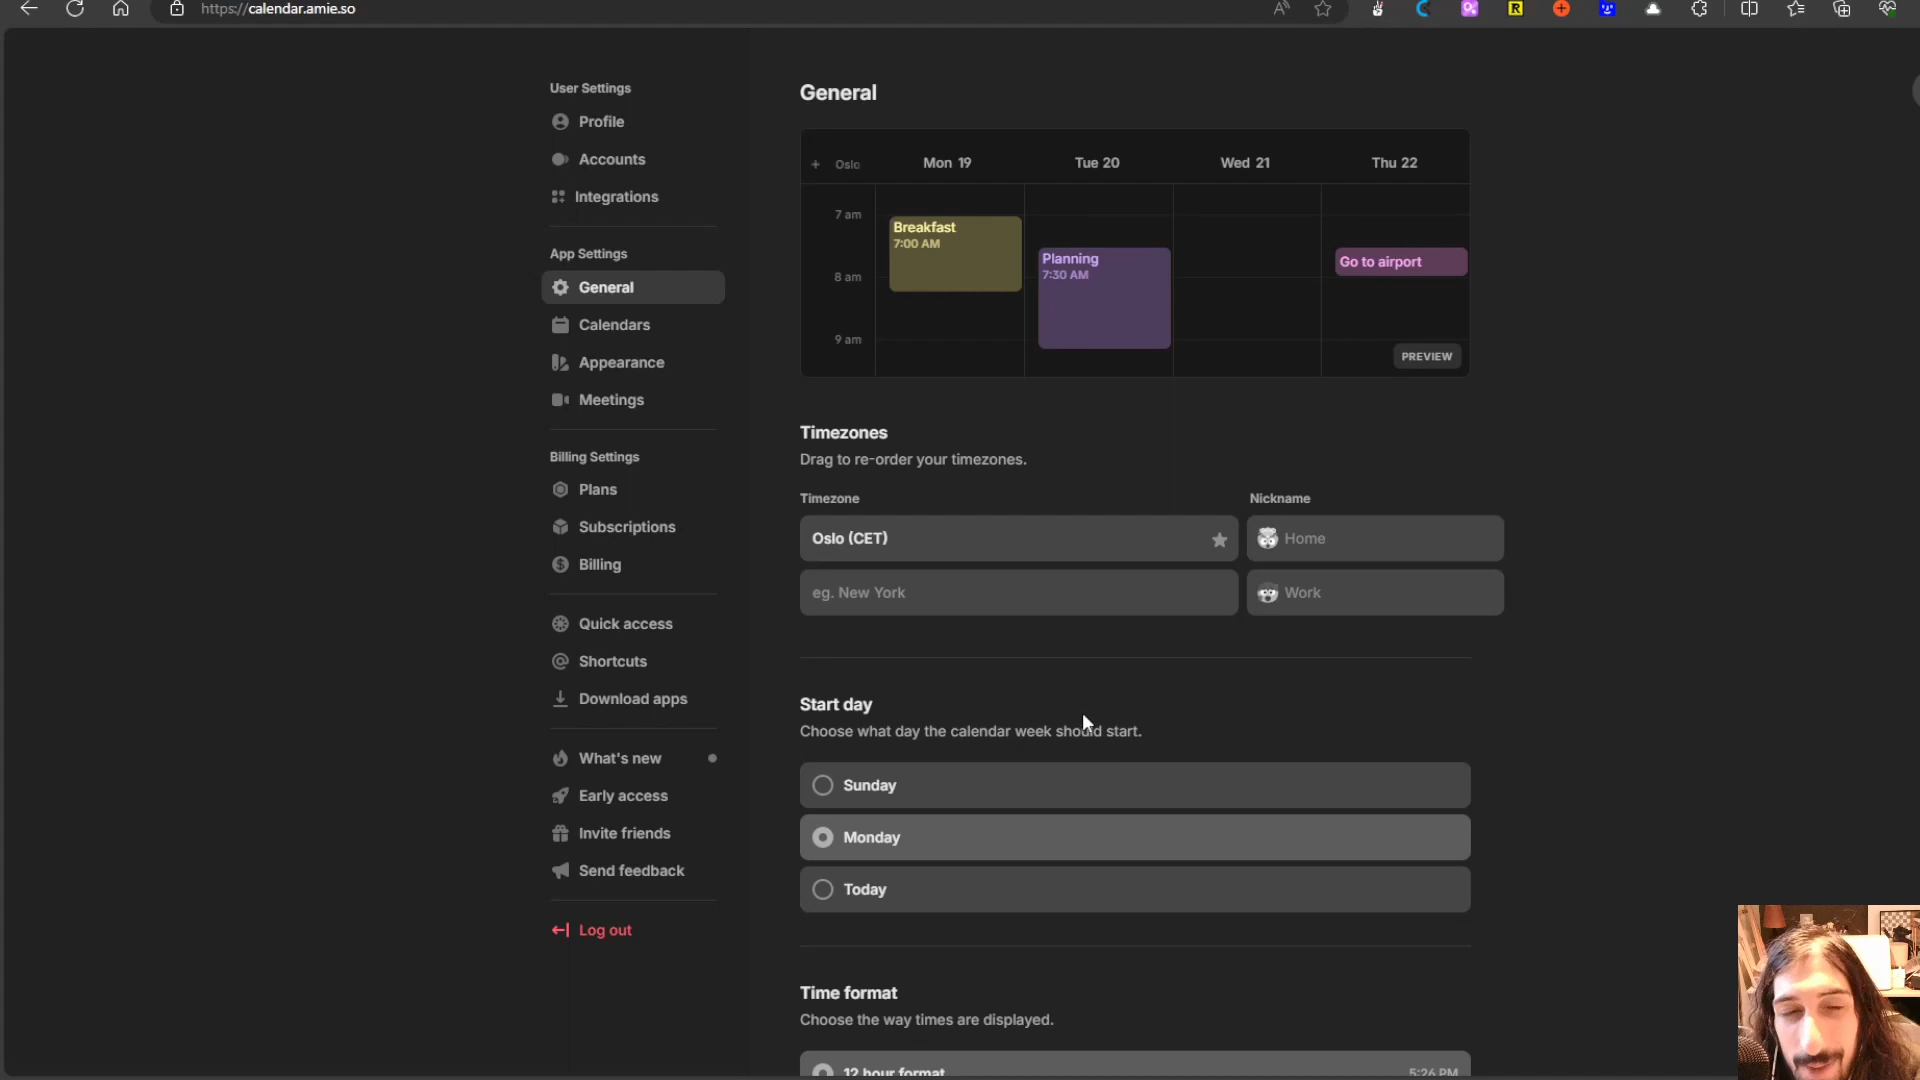 https://calendar.amie.so
User Settings
Profile
Accounts
Integrations
App Settings
General
Calendars
Appearance
Meetings
Billing Settings
Plans
Subscriptions
Billing
Quick access
Shortcuts
Download apps
What's new
Early access
Invite friends
Send feedback
Log out
General
+ Oslo Mon 19 Tue 20 Wed 21 Thu 22
7 am
8 am
9 am
Breakfast
7:00 AM
Planning
7:30 AM
Go to airport
PREVIEW
Timezones
Drag to re-order your timezones.
Timezone Nickname
Oslo (CET) Home
eg. New York Work
Start day
Choose what day the calendar week should start.
Sunday
Monday
Today
Time format
Choose the way times are displayed.
12 hour format 5:26 PM